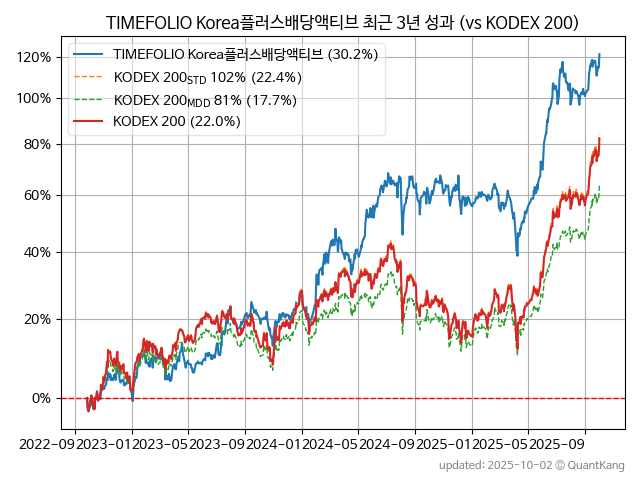 TIMEFOLIO Korea플러스배당액티브 최근 3년 성과 (vs KODEX 200)
TIMEFOLIO Korea플러스배당액티브 (30.2%)
KODEX 200STD 102% (22.4%)
KODEX 200MDD 81% (17.7%)
KODEX 200 (22.0%)
120%
100%
80%
60%
40%
20%
0%
2022-09 2023-01 2023-05 2023-09 2024-01 2024-05 2024-09 2025-01 2025-05 2025-09
updated: 2025-10-02 © QuantKang